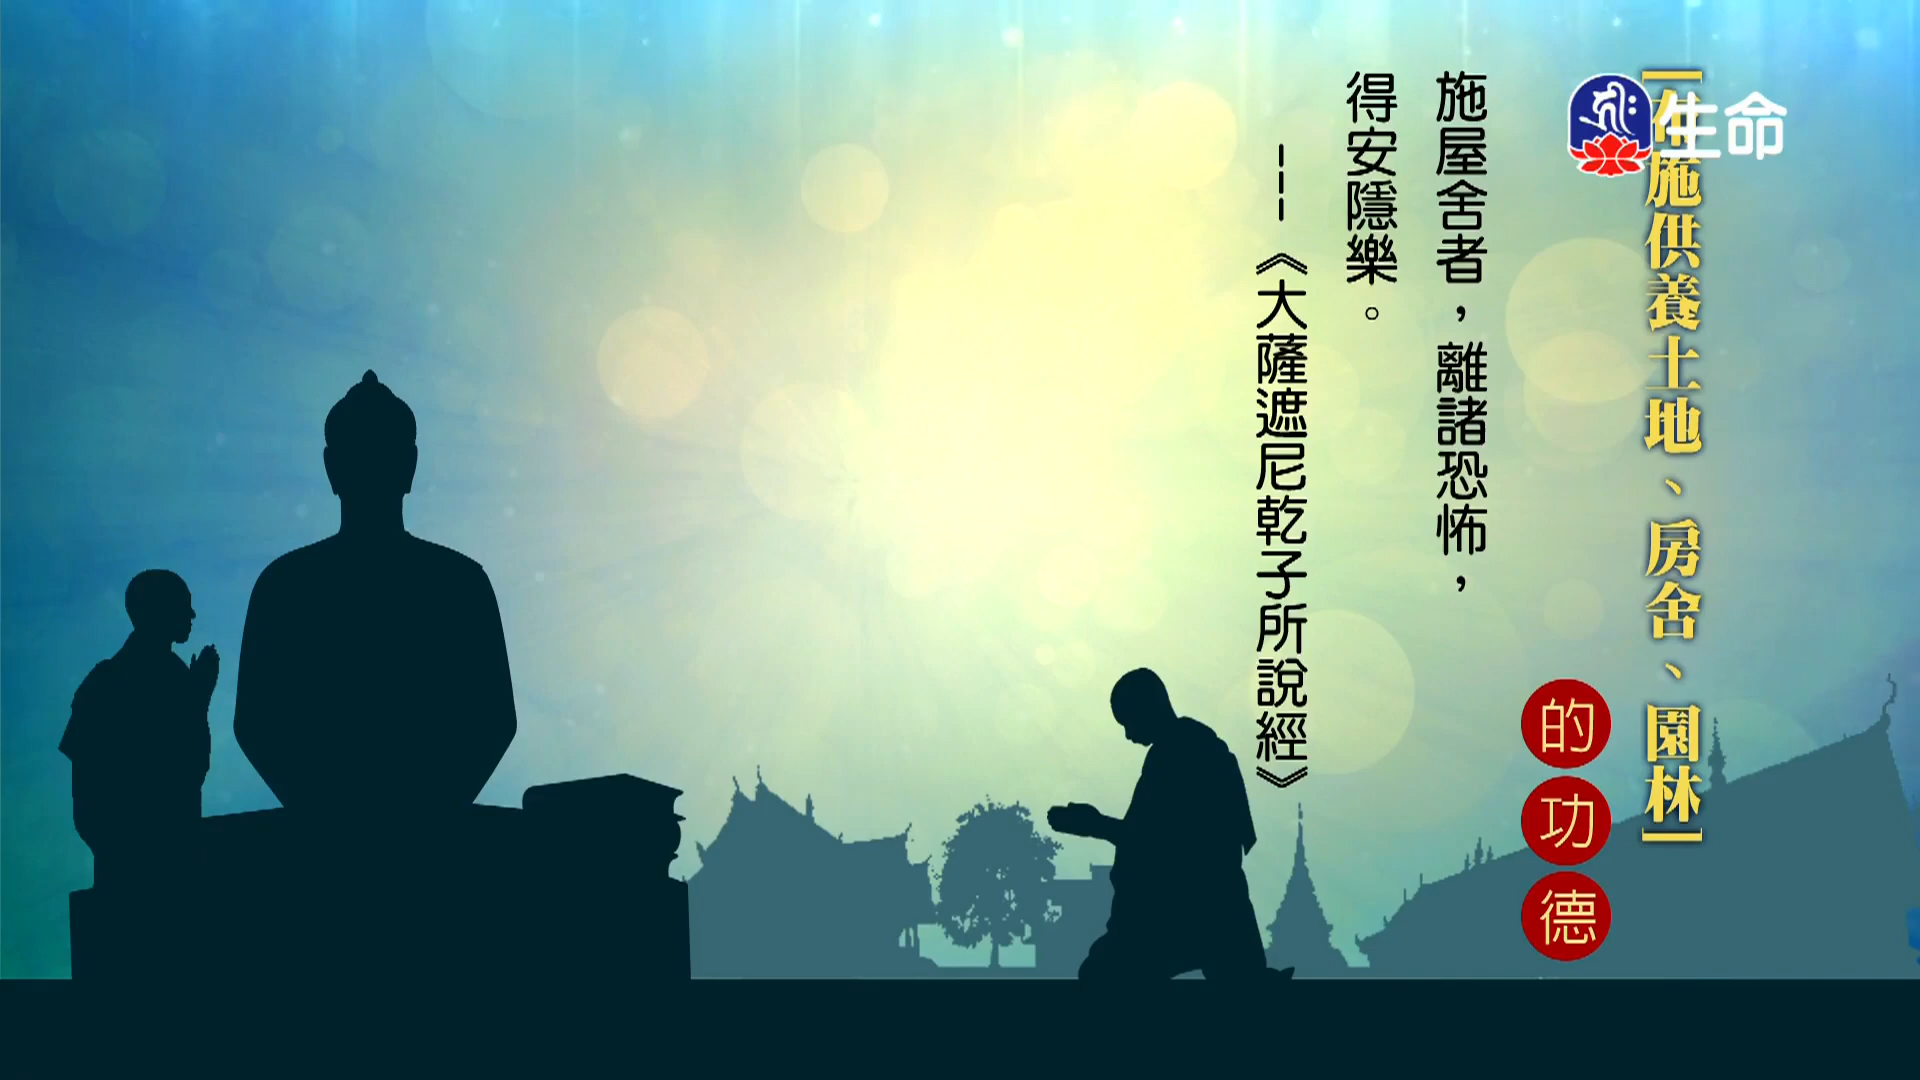 [布施供養土地、房舍、園林]
的功德
施屋舍者，離諸恐怖，
得安隱樂。
---《大薩遮尼乾子所說經》
生命